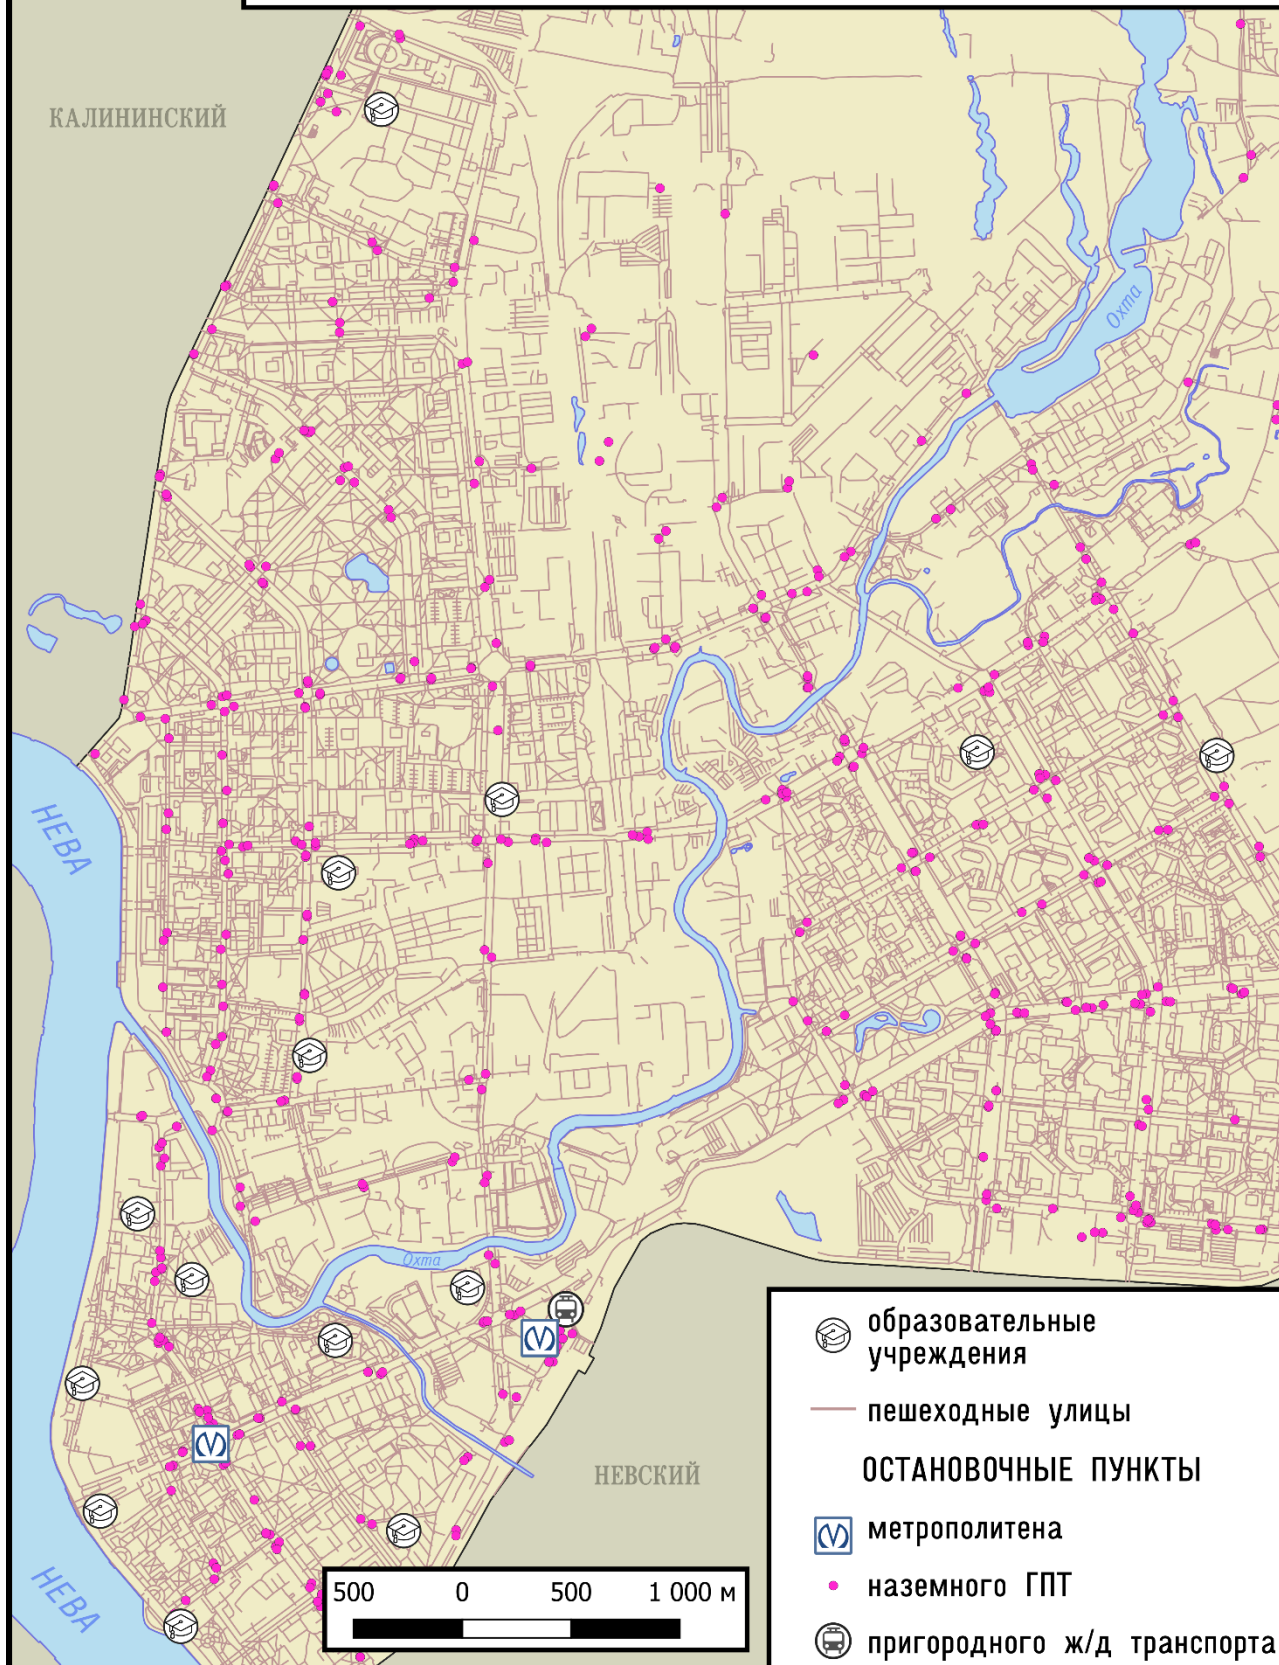 КАЛИНИНСКИЙ
Охта
НЕВА
Охта
НЕВСКИЙ
НЕВА
500 0 500 1 000 м
образовательные
учреждения
пешеходные улицы
ОСТАНОВОЧНЫЕ ПУНКТЫ
метрополитена
наземного ГПТ
пригородного ж/д транспорта